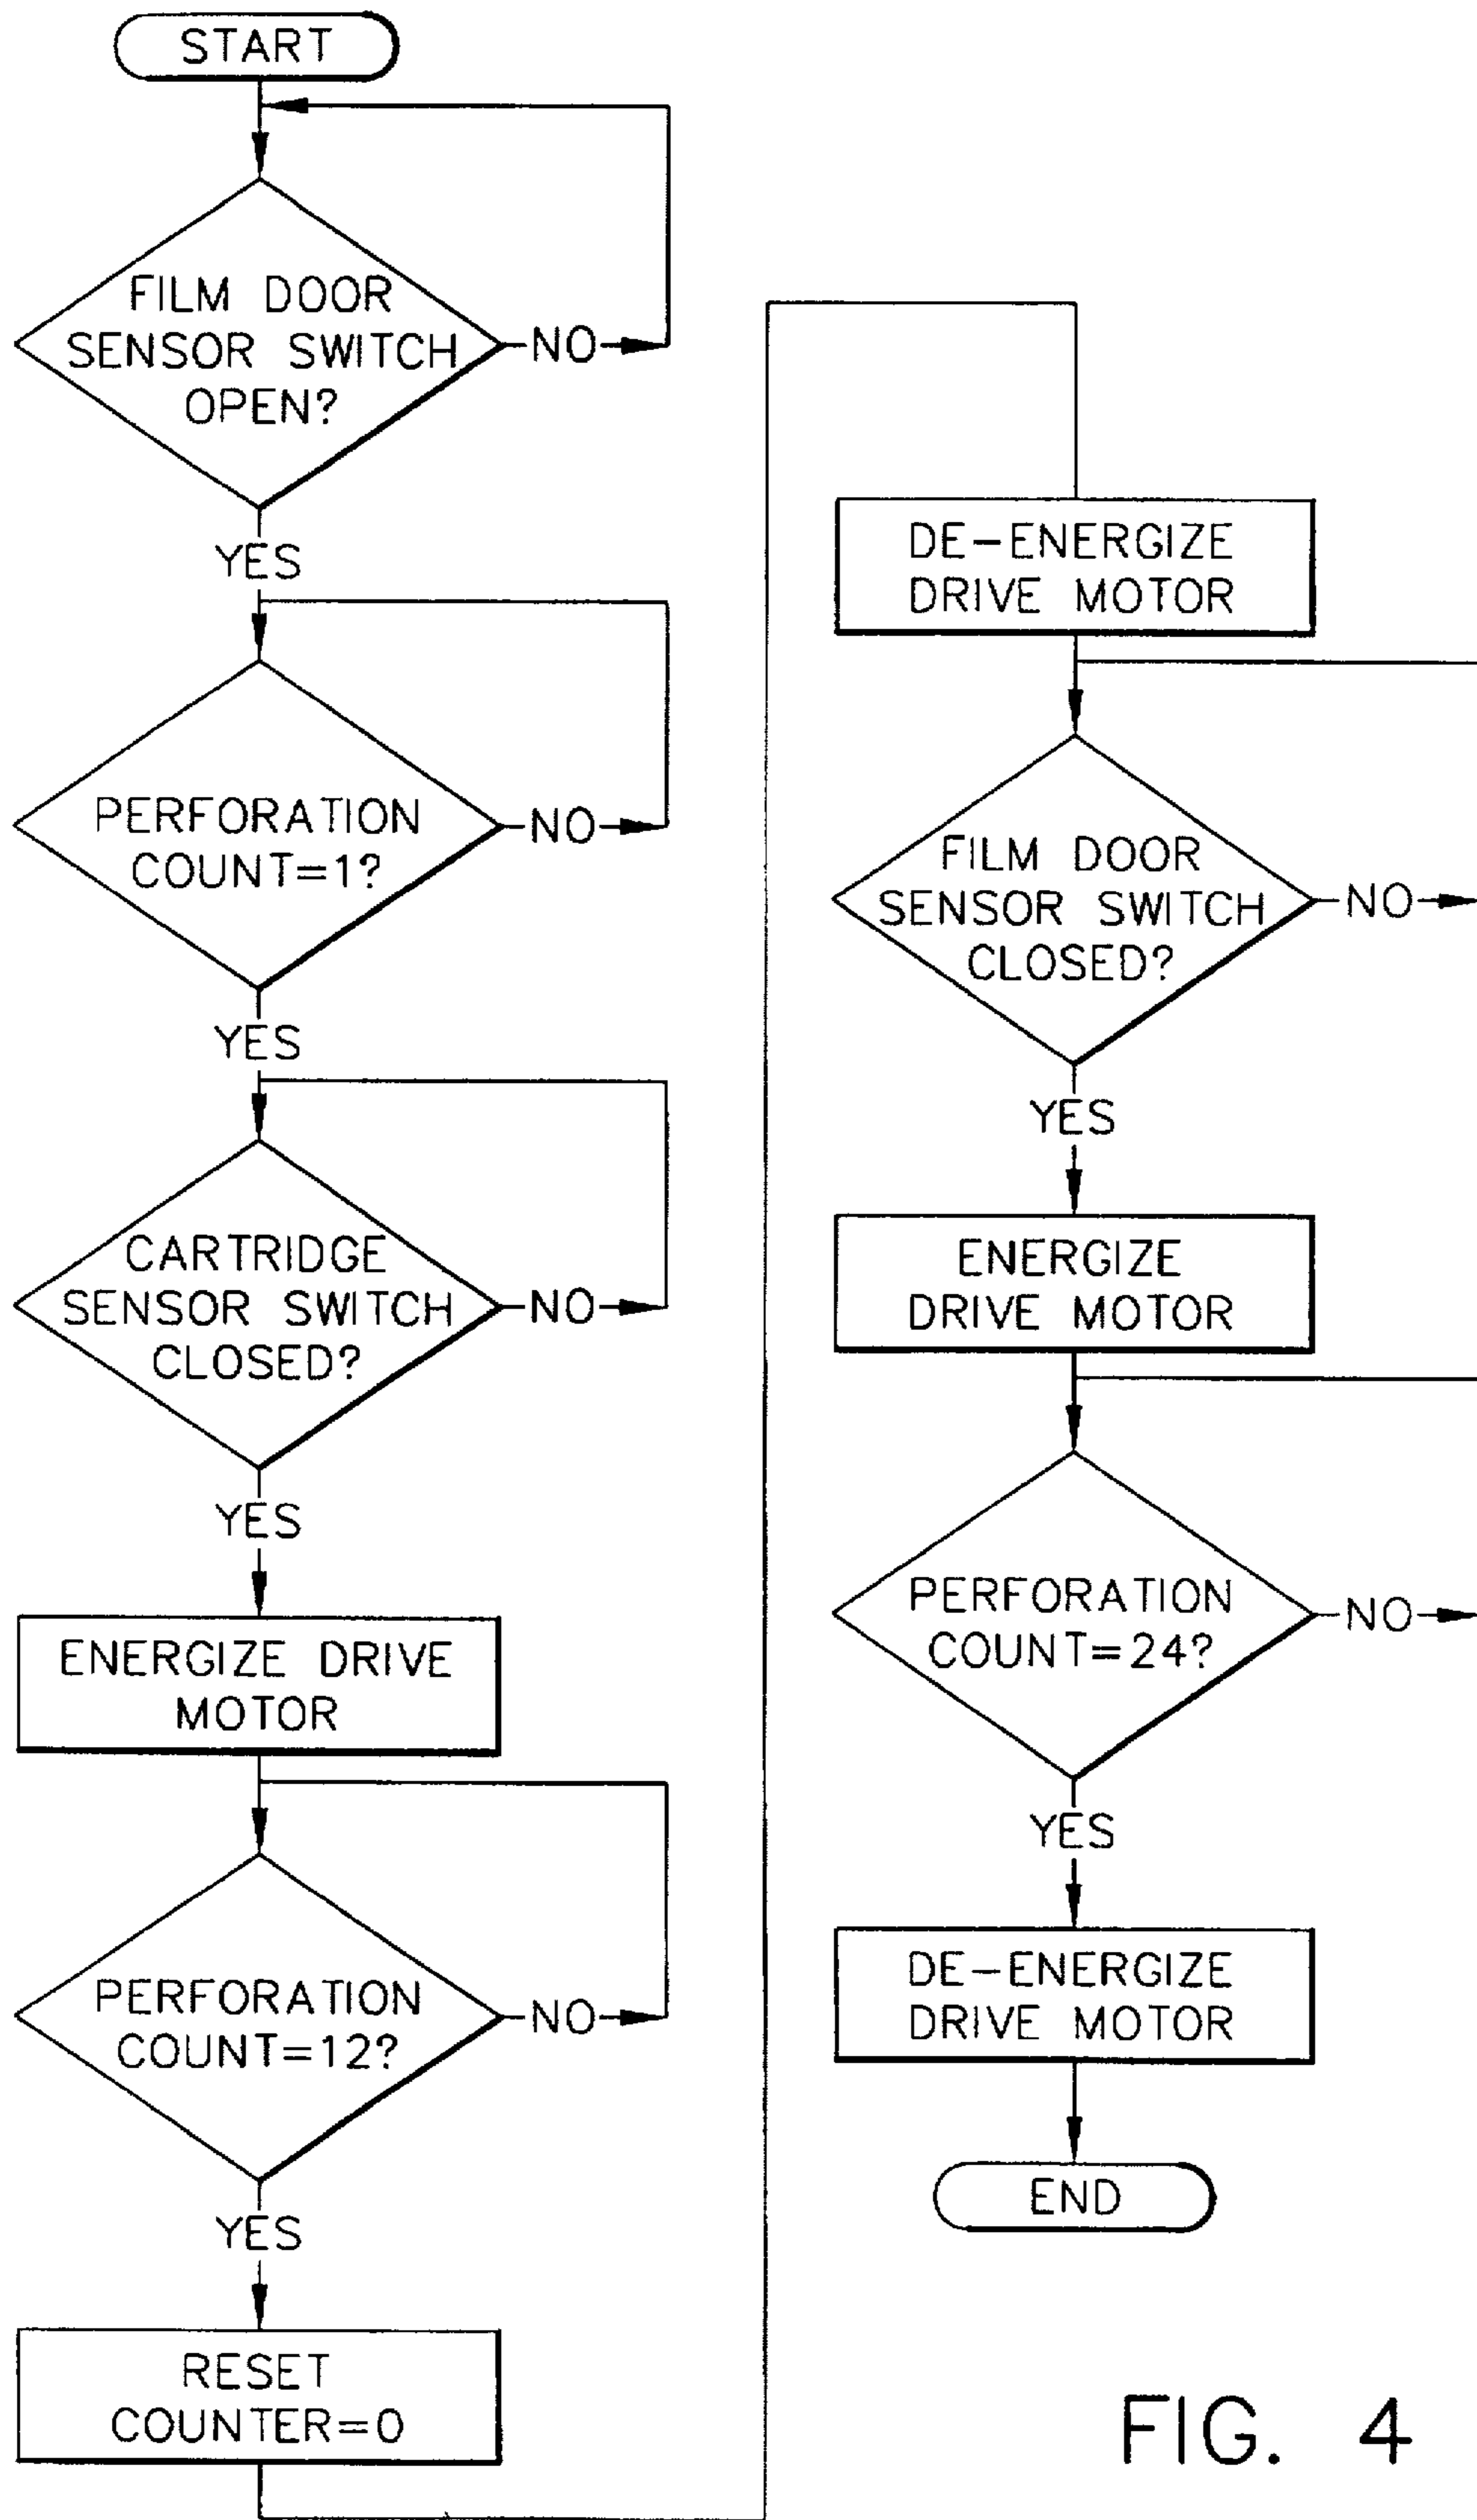 START
FILM DOOR
SENSOR SWITCH
OPEN?
NO
YES
PERFORATION
COUNT=1?
NO
YES
CARTRIDGE
SENSOR SWITCH
CLOSED?
NO
YES
ENERGIZE DRIVE
MOTOR
PERFORATION
COUNT=12?
NO
YES
RESET
COUNTER=0
DE-ENERGIZE
DRIVE MOTOR
FILM DOOR
SENSOR SWITCH
CLOSED?
NO
YES
ENERGIZE
DRIVE MOTOR
PERFORATION
COUNT=24?
NO
YES
DE-ENERGIZE
DRIVE MOTOR
END
FIG. 4